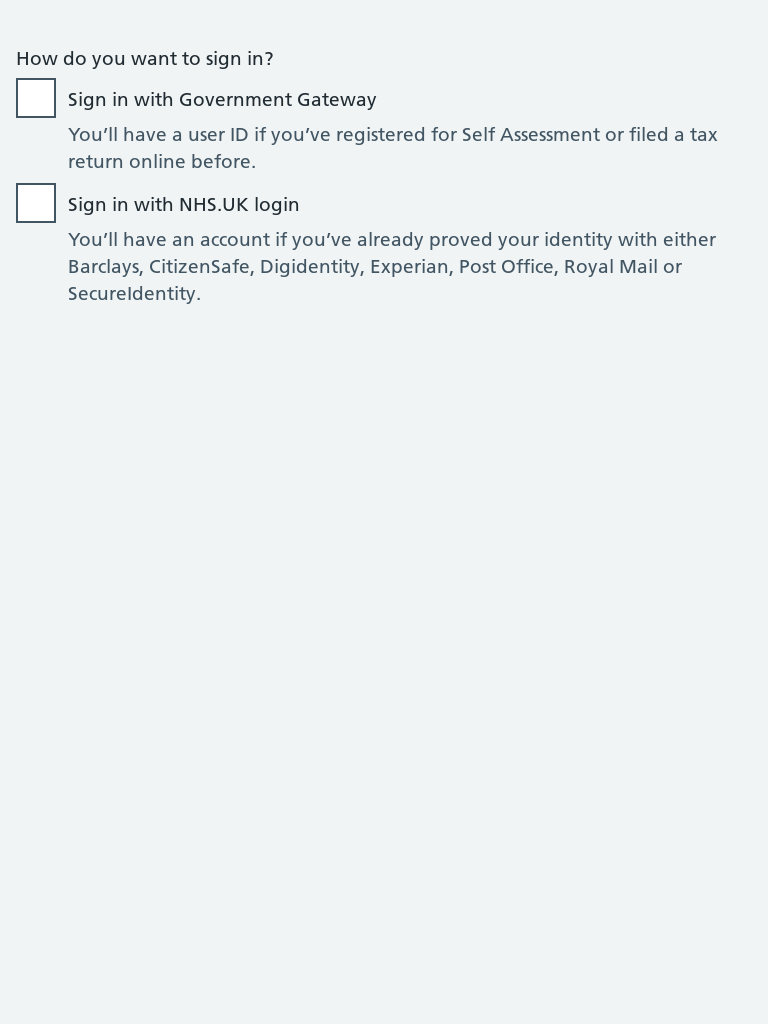 How do you want to sign in?
Sign in with Government Gateway
You’ll have a user ID if you’ve registered for Self Assessment or filed a tax
return online before.
Sign in with NHS.UK login
You’ll have an account if you’ve already proved your identity with either
Barclays, CitizenSafe, Digidentity, Experian, Post Office, Royal Mail or
SecureIdentity.